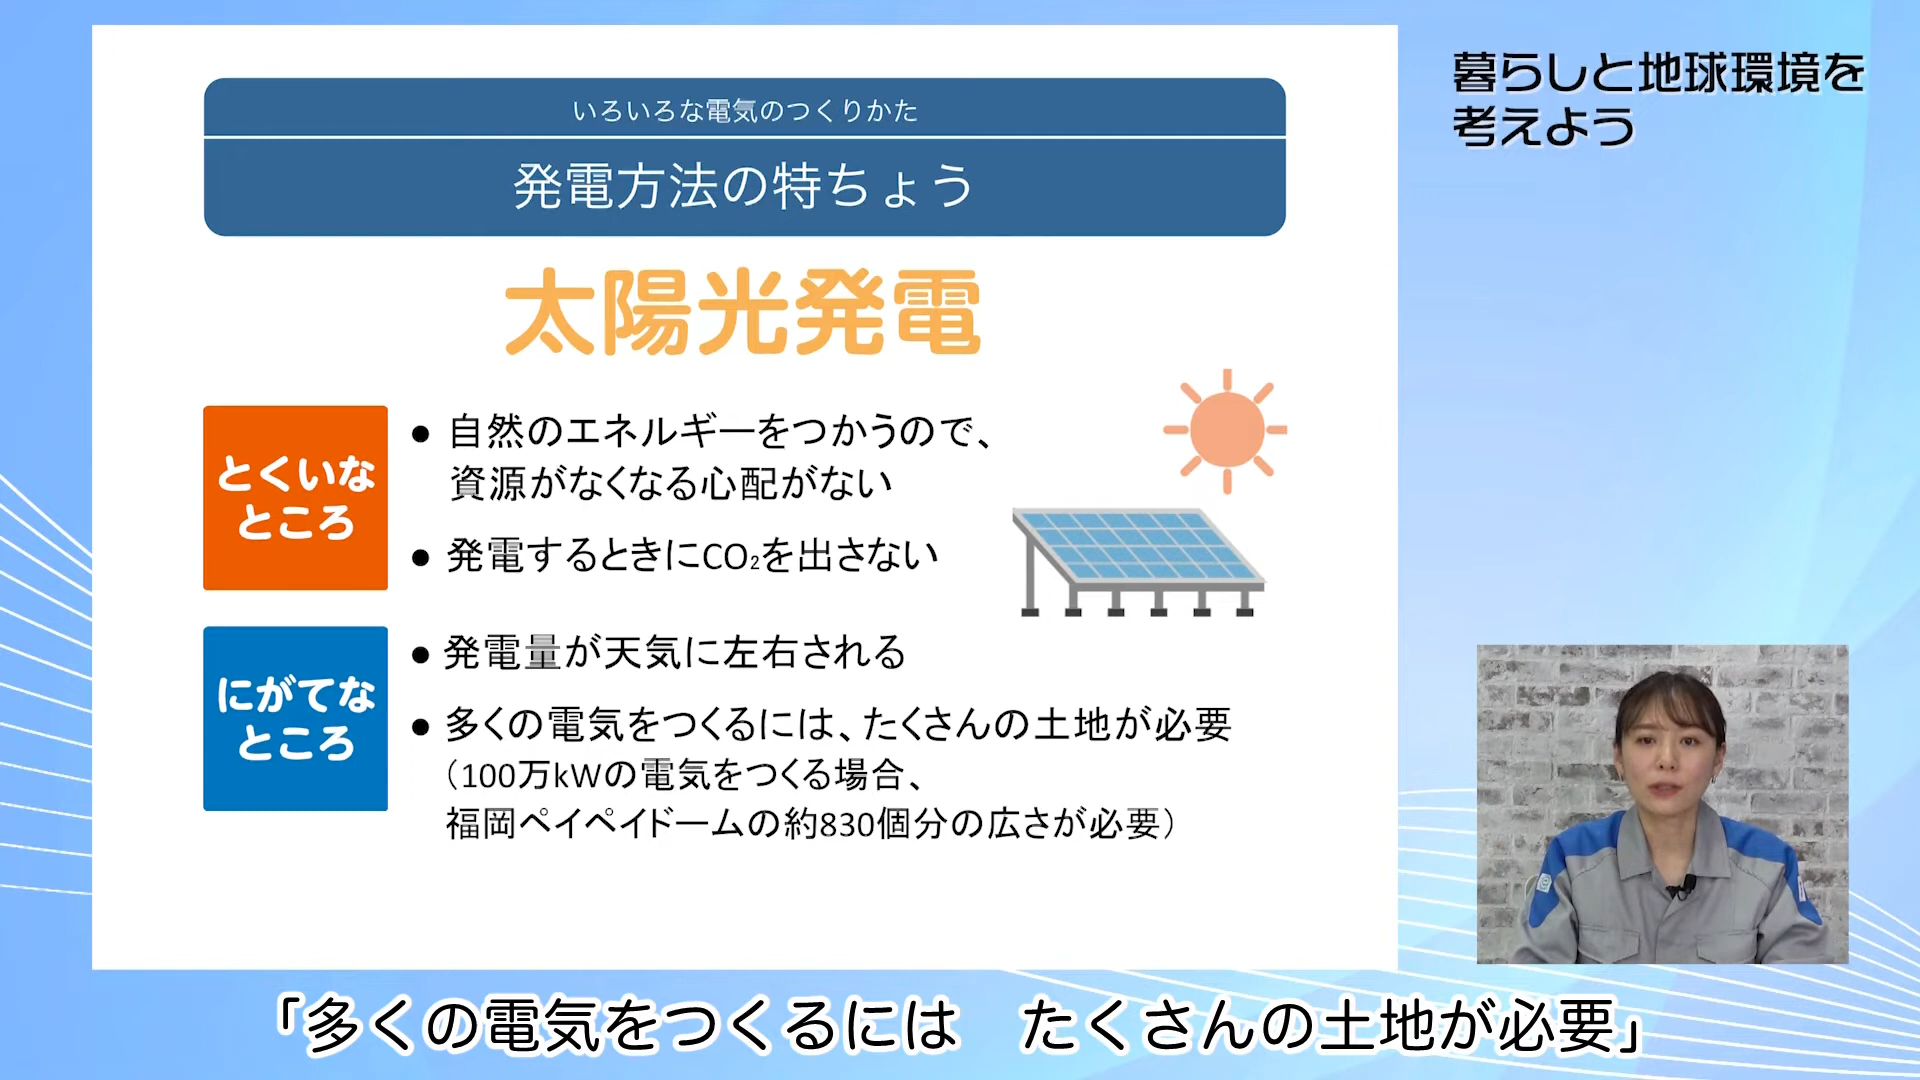 いろいろな電気のつくりかた
発電方法の特ちょう
太陽光発電
とくいな
ところ
● 自然のエネルギーをつかうので、
資源がなくなる心配がない
● 発電するときにCO₂を出さない
にがてな
ところ
● 発電量が天気に左右される
● 多くの電気をつくるには、たくさんの土地が必要
（100万kWの電気をつくる場合、
福岡ペイペイドームの約830個分の広さが必要）
暮らしと地球環境を
考えよう
「多くの電気をつくるには　たくさんの土地が必要」